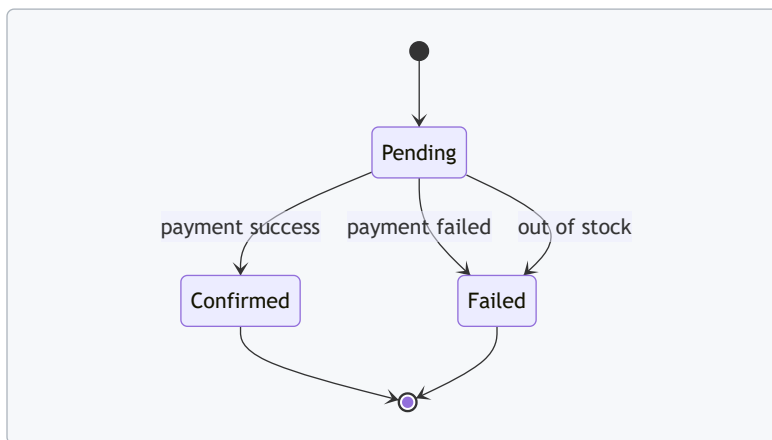 Pending
payment success
payment failed
out of stock
Confirmed
Failed